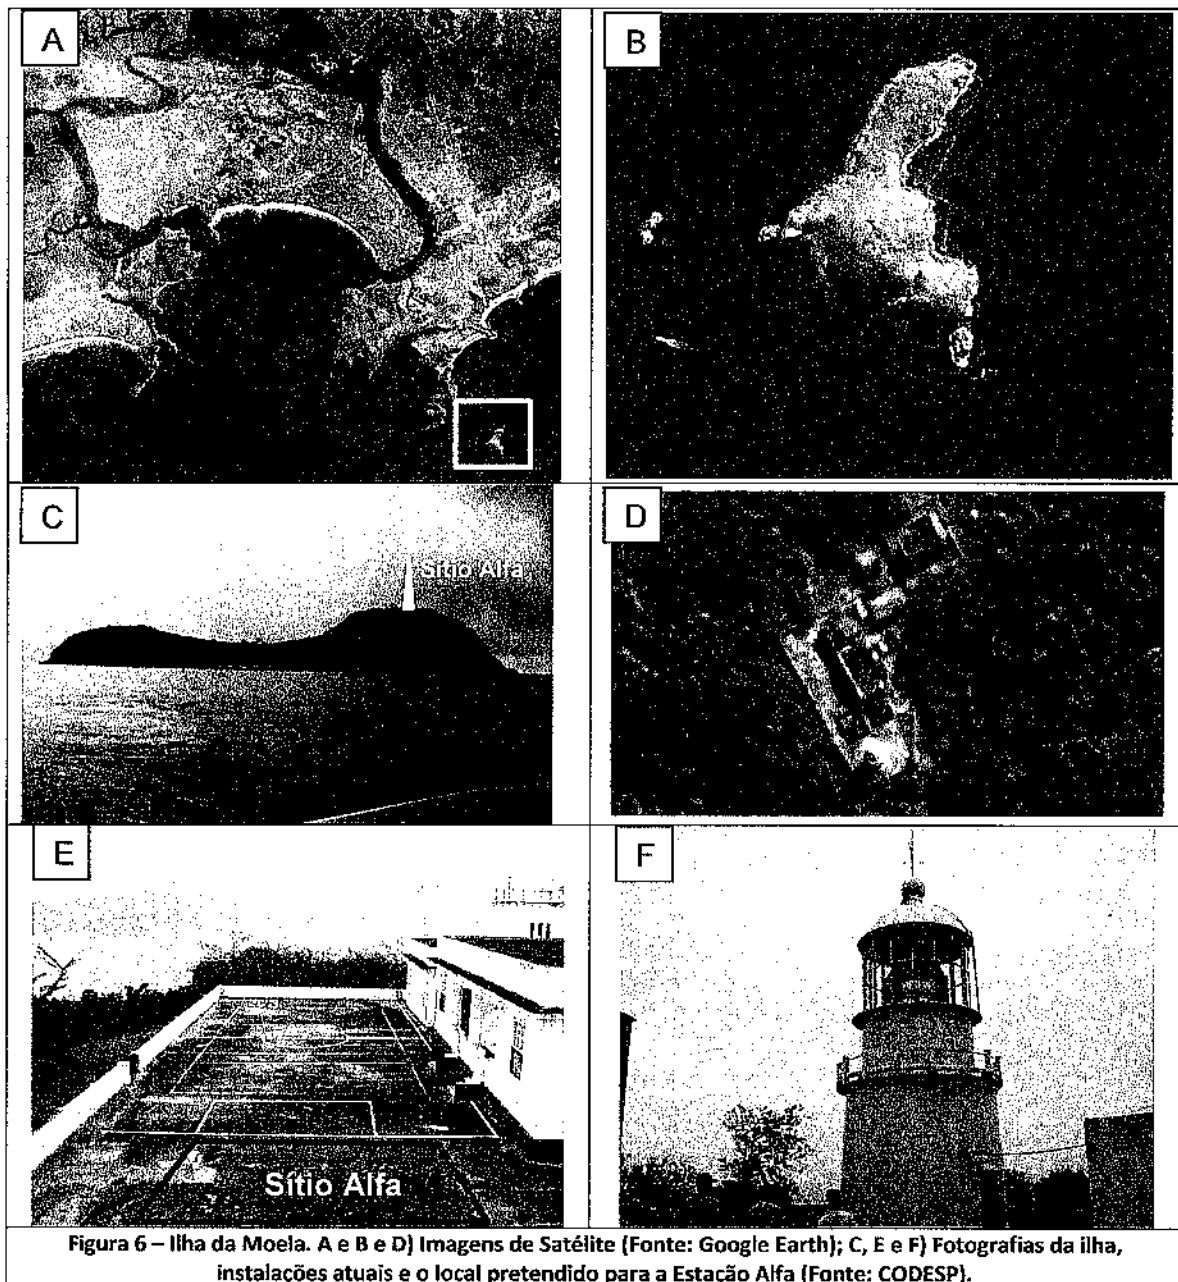 A
B
C
Sítio Alfa
D
E
Sítio Alfa
F
Figura 6 – Ilha da Moela. A e B e D) Imagens de Satélite (Fonte: Google Earth); C, E e F) Fotografias da ilha,
instalações atuais e o local pretendido para a Estação Alfa (Fonte: CODESP).